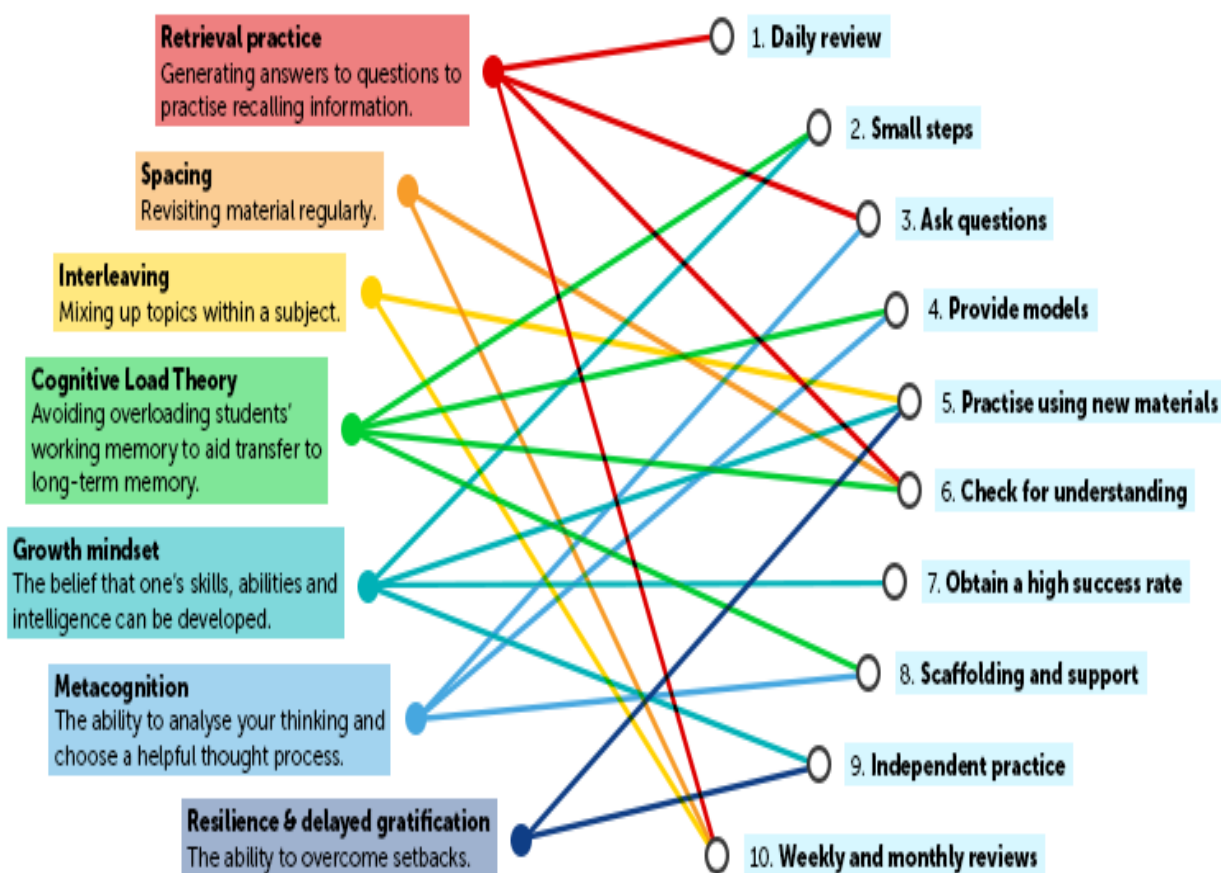 Retrieval practice
Generating answers to questions to
practise recalling information.
Spacing
Revisiting material regularly.
Interleaving
Mixing up topics within a subject.
Cognitive Load Theory
Avoiding overloading students'
working memory to aid transfer to
long-term memory.
Growth mindset
The belief that one's skills, abilities and
intelligence can be developed.
Metacognition
The ability to analyse your thinking and
choose a helpful thought process.
Resilience & delayed gratification
The ability to overcome setbacks.
1. Daily review
2. Small steps
3. Ask questions
4. Provide models
5. Practise using new materials
6. Check for understanding
7. Obtain a high success rate
8. Scaffolding and support
9. Independent practice
10. Weekly and monthly reviews